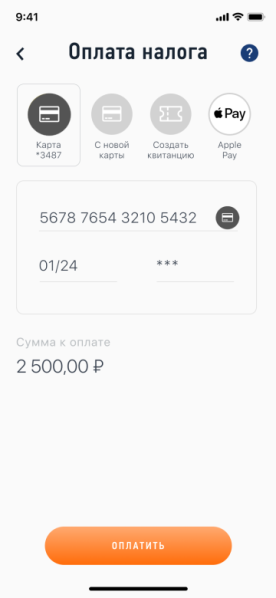 9:41
Оплата налога
?
Карта
*3487
С новой
карты
Создать
квитанцию
Pay
Apple
Pay
5678 7654 3210 5432
01/24
***
Сумма к оплате
2 500,00 ₽
ОПЛАТИТЬ